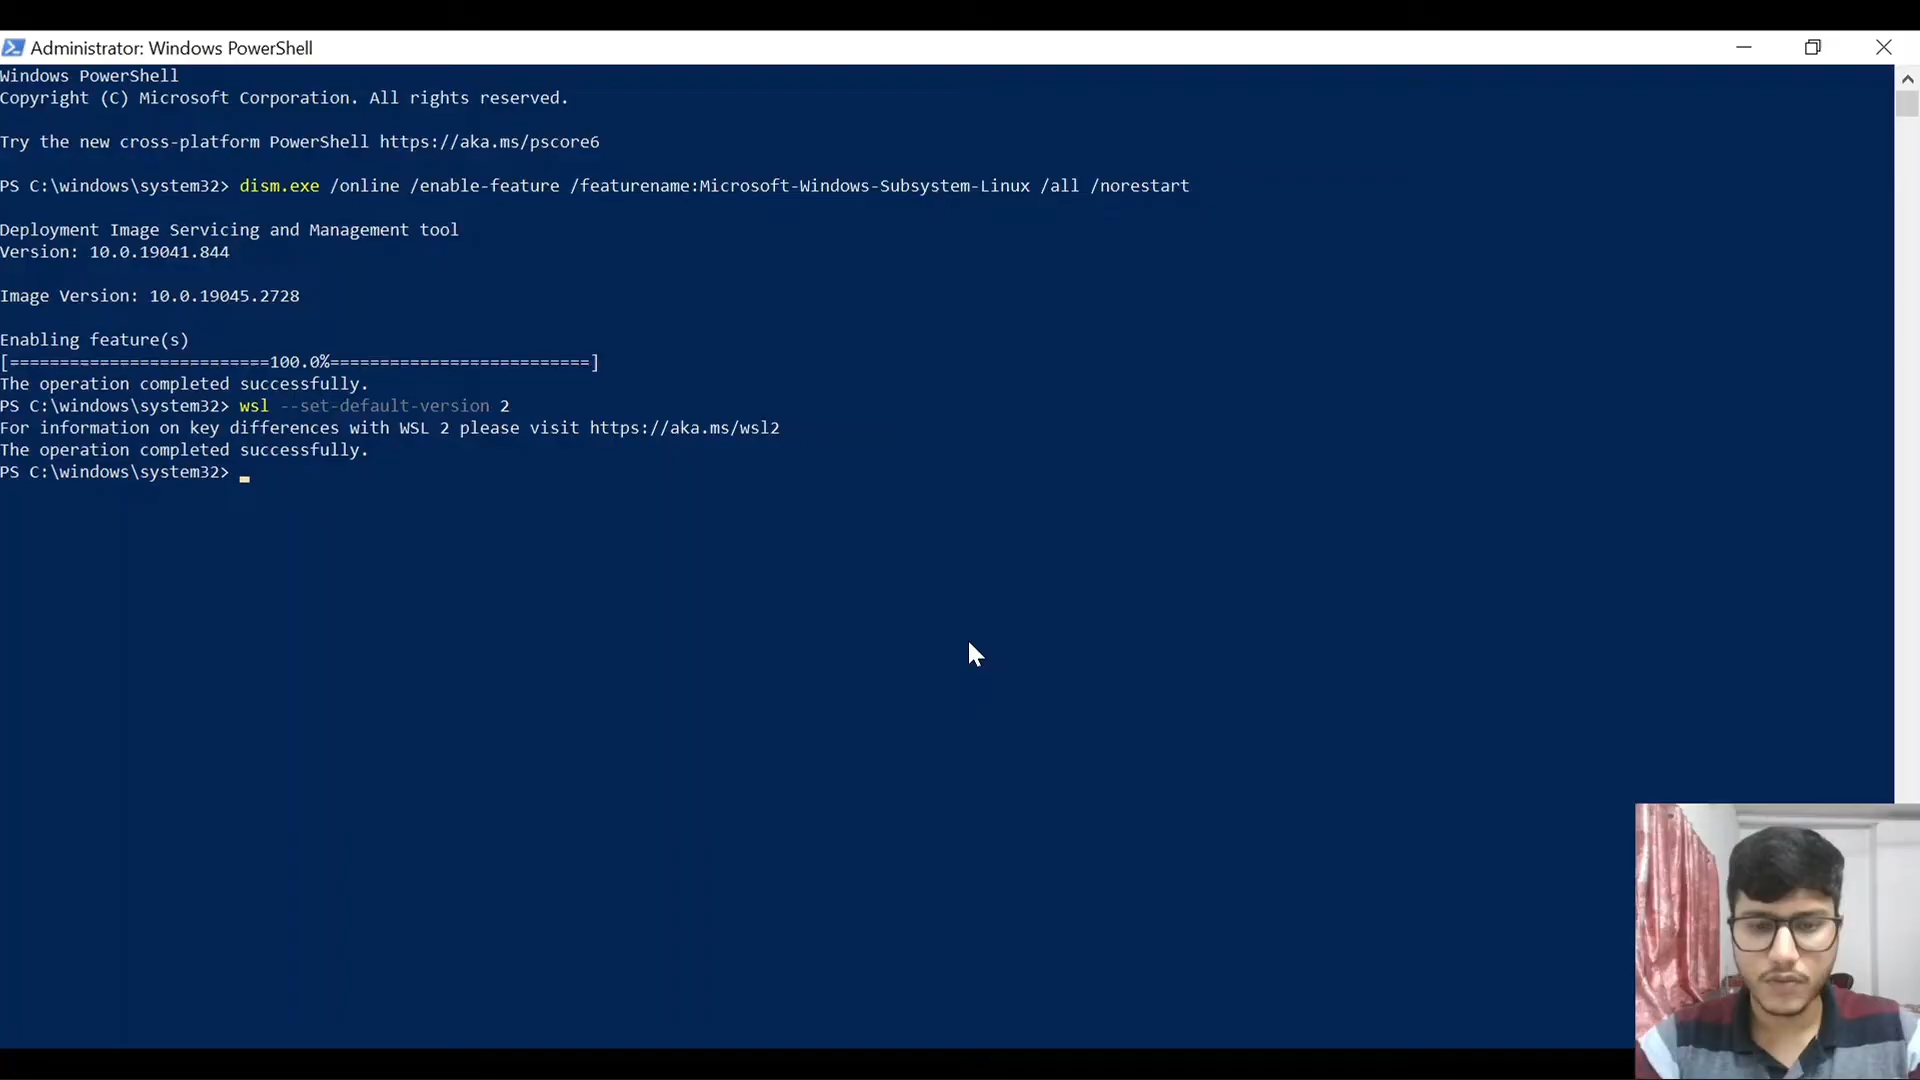 Administrator: Windows PowerShell
Windows PowerShell
Copyright (C) Microsoft Corporation. All rights reserved.
Try the new cross-platform PowerShell https://aka.ms/pscore6
PS C:\windows\system32> dism.exe /online /enable-feature /featurename:Microsoft-Windows-Subsystem-Linux /all /norestart
Deployment Image Servicing and Management tool
Version: 10.0.19041.844
Image Version: 10.0.19045.2728
Enabling feature(s)
[==========================100.0%==========================]
The operation completed successfully.
PS C:\windows\system32> wsl --set-default-version 2
For information on key differences with WSL 2 please visit https://aka.ms/wsl2
The operation completed successfully.
PS C:\windows\system32>